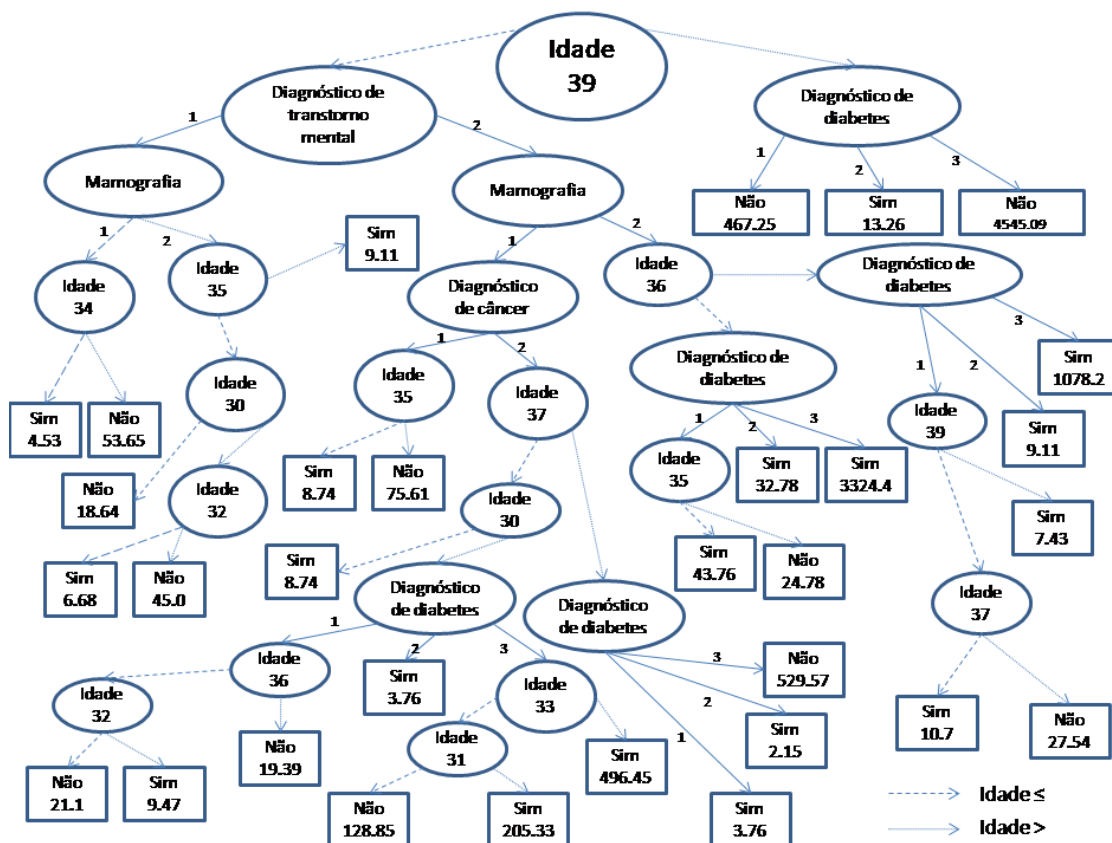 Idade
39
Diagnóstico de
transtorno
mental
Diagnóstico de
diabetes
1
2
1
2
3
Mamografia
Mamografia
Não
467.25
Sim
13.26
Não
4545.09
1
2
Sim
9.11
1
2
Idade
34
Idade
35
Diagnóstico
de câncer
Idade
36
Diagnóstico de
diabetes
1
2
3
1
2
Sim
1078.2
Sim
4.53
Não
53.65
Idade
30
Idade
35
Idade
37
Diagnóstico de
diabetes
1
2
3
Idade
39
Sim
9.11
Não
18.64
Idade
32
Sim
8.74
Não
75.61
Idade
30
Idade
35
Sim
32.78
Sim
3324.4
Sim
7.43
Sim
6.68
Não
45.0
Sim
8.74
Sim
43.76
Não
24.78
Diagnóstico
de diabetes
Diagnóstico
de diabetes
Idade
37
1
2
3
3
2
1
Idade
36
Sim
3.76
Idade
33
Não
529.57
Sim
2.15
Idade
32
Não
19.39
Idade
31
Sim
496.45
Sim
10.7
Não
27.54
Não
21.1
Sim
9.47
Não
128.85
Sim
205.33
Sim
3.76
Idade ≤
Idade >